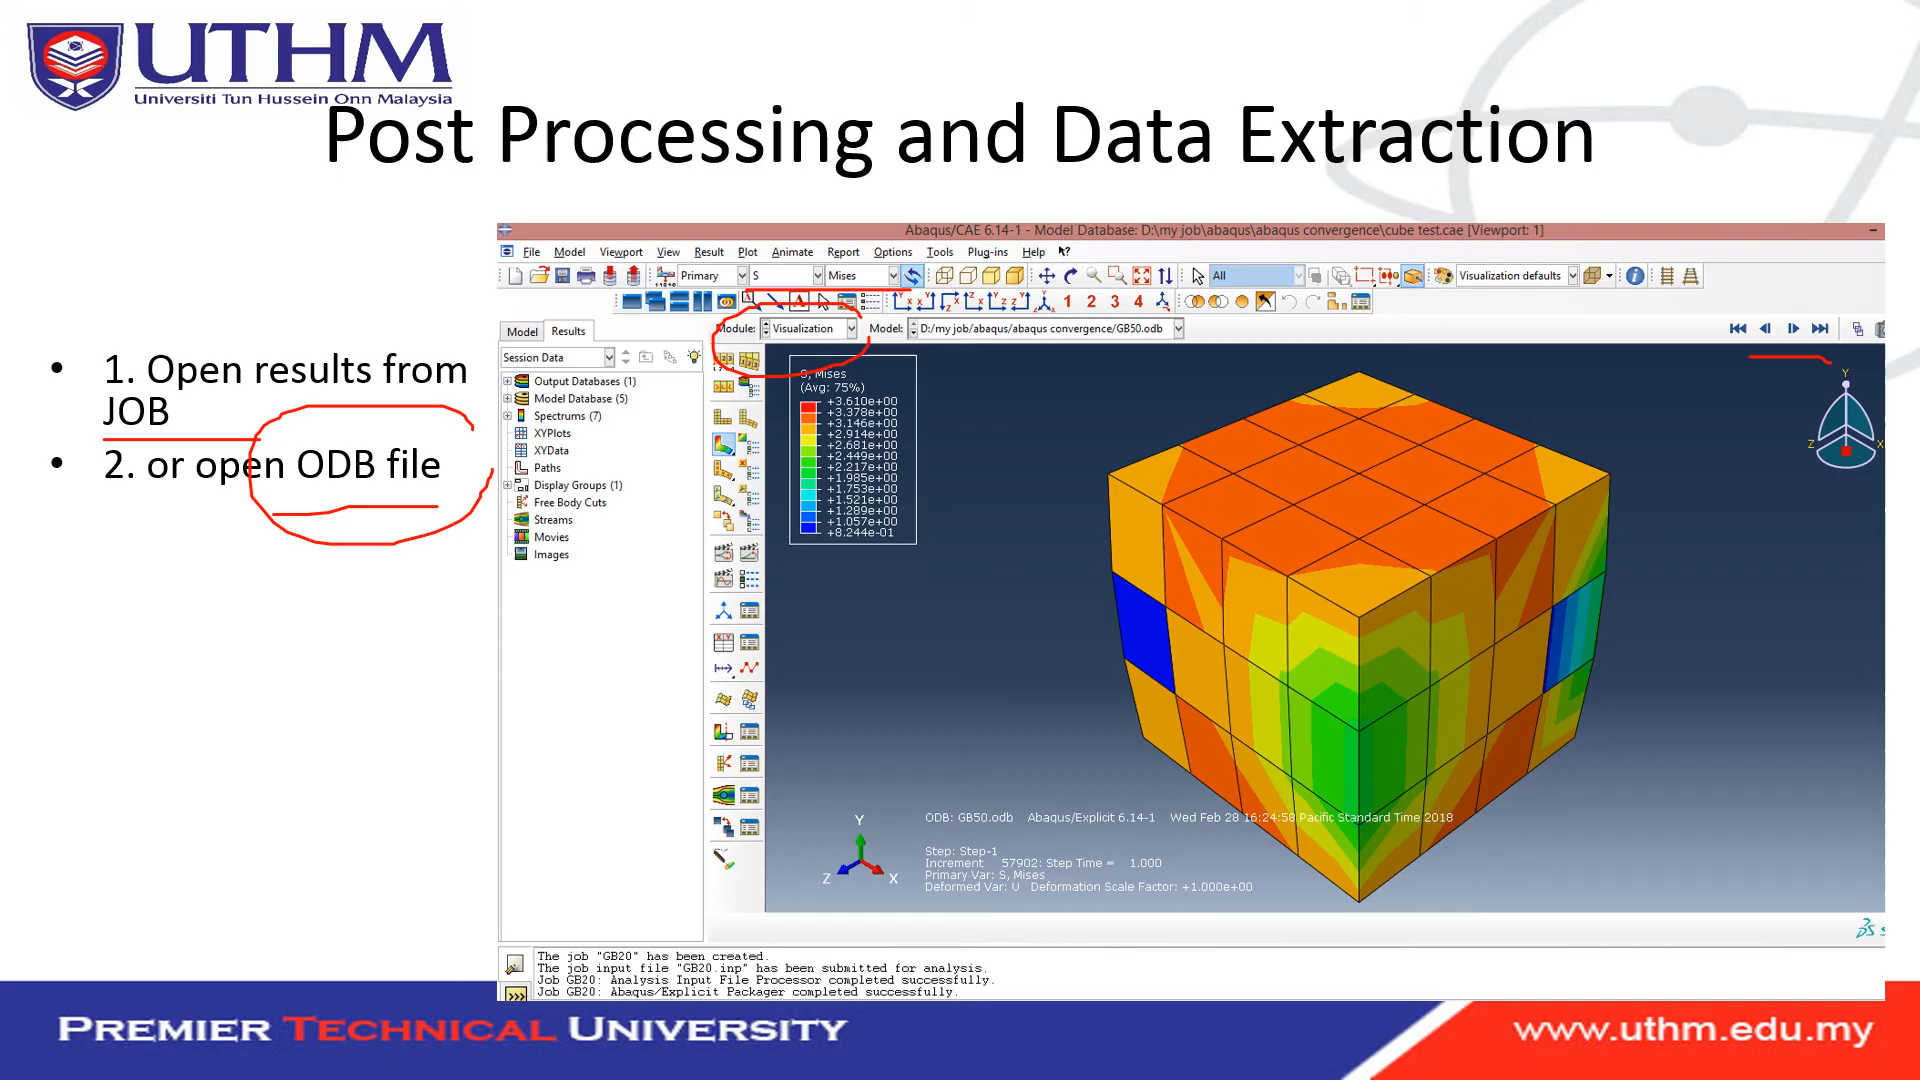 UTHM
Universiti Tun Hussein Onn Malaysia
Post Processing and Data Extraction
• 1. Open results from
JOB
• 2. or open ODB file
Abaqus/CAE 6.14-1 - Model Database: D:\my job\abaqus\abaqus convergence\cube test.cae [Viewport: 1]
File Model Viewport View Result Plot Animate Report Options Tools Plug-ins Help
Primary S Mises All Visualization defaults
1 2 3 4
Module: Visualization Model: D:/my job/abaqus/abaqus convergence/GB50.odb
Model Results
Session Data
Output Databases (1)
Model Database (5)
Spectrums (7)
XYPlots
XYData
Paths
Display Groups (1)
Free Body Cuts
Streams
Movies
Images
S, Mises
(Avg: 75%)
+3.610e+00
+3.378e+00
+3.146e+00
+2.914e+00
+2.681e+00
+2.449e+00
+2.217e+00
+1.985e+00
+1.753e+00
+1.521e+00
+1.289e+00
+1.057e+00
+8.244e-01
Y
Z X
Y
Z X
ODB: GB50.odb Abaqus/Explicit 6.14-1 Wed Feb 28 16:24:58 Pacific Standard Time 2018
Step: Step-1
Increment 57902: Step Time = 1.000
Primary Var: S, Mises
Deformed Var: U Deformation Scale Factor: +1.000e+00
The job "GB20" has been created.
The job input file "GB20.inp" has been submitted for analysis.
Job GB20: Analysis Input File Processor completed successfully.
Job GB20: Abaqus/Explicit Packager completed successfully.
>>>
PREMIER TECHNICAL UNIVERSITY
www.uthm.edu.my